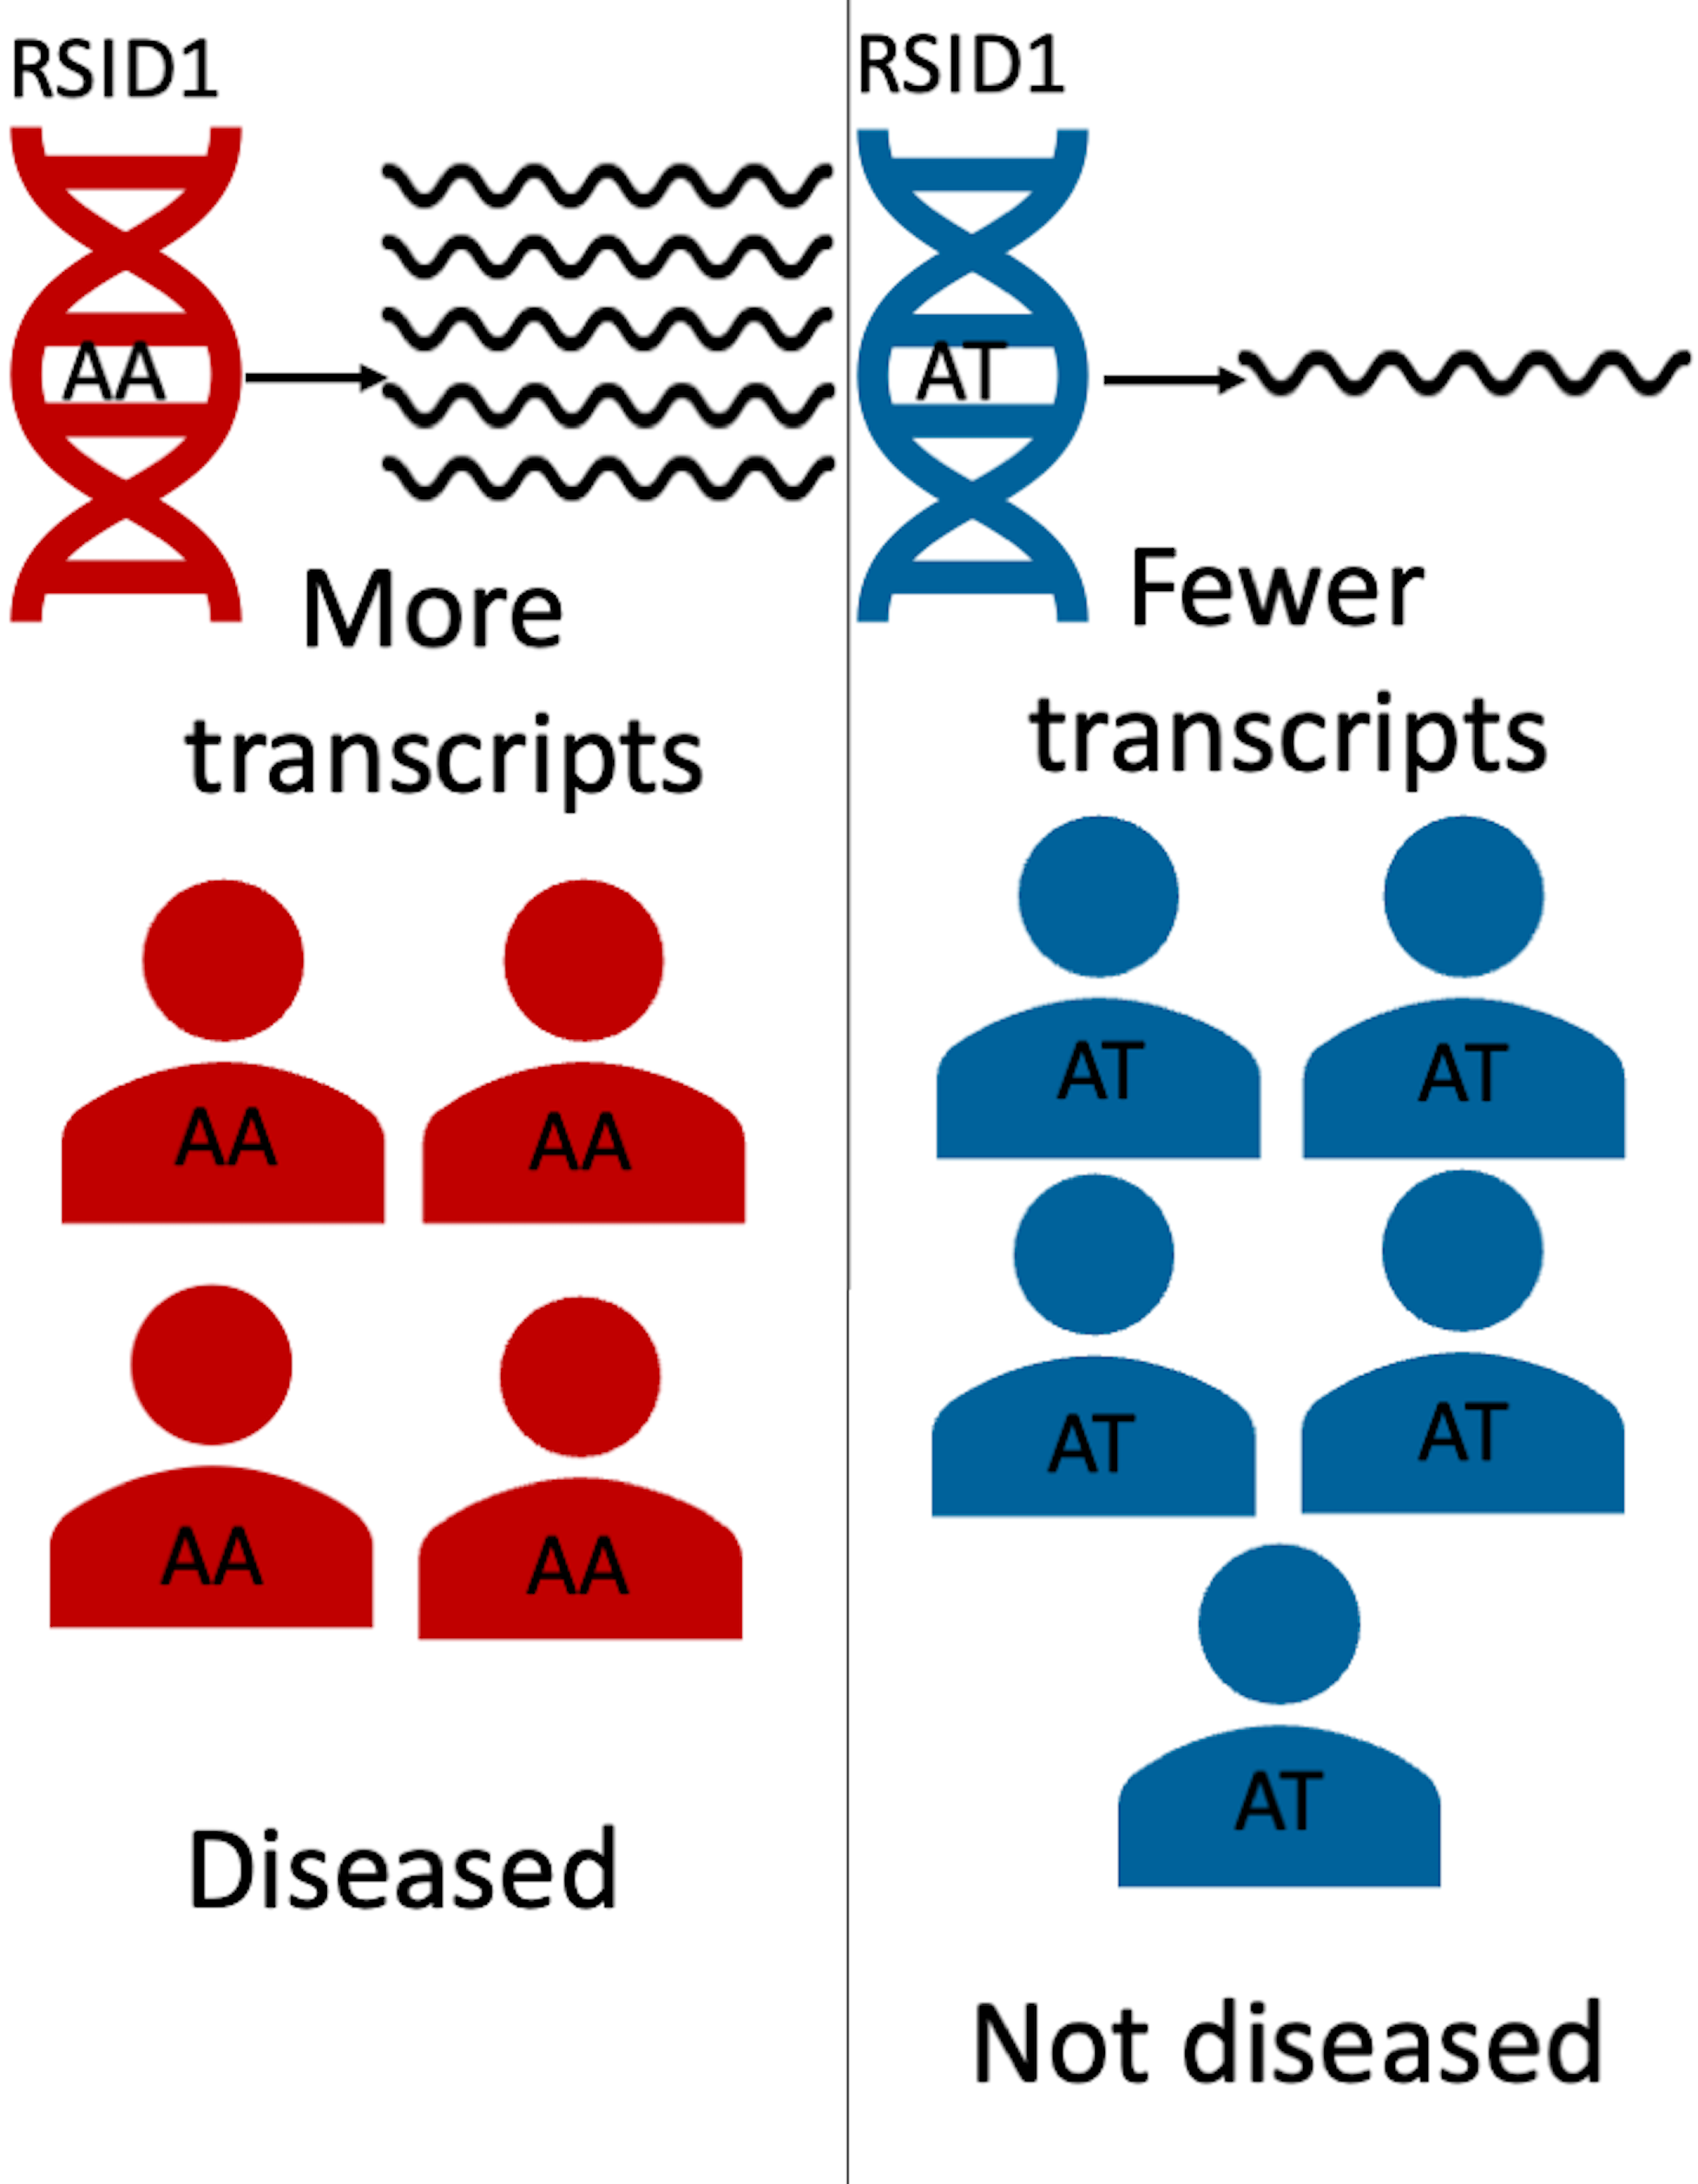 RSID1
AA
More
transcripts
AA
AA
AA
AA
Diseased
RSID1
AT
Fewer
transcripts
AT
AT
AT
AT
AT
Not diseased